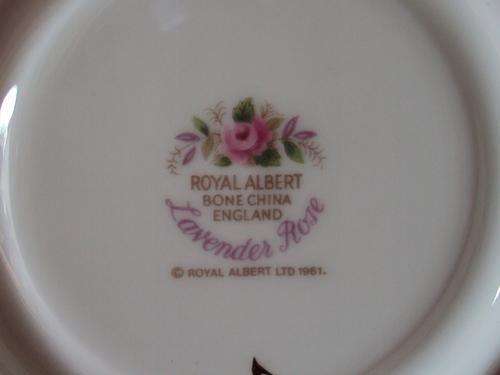 ROYAL ALBERT
BONE CHINA
ENGLAND
Lavender Rose
© ROYAL ALBERT LTD 1961.